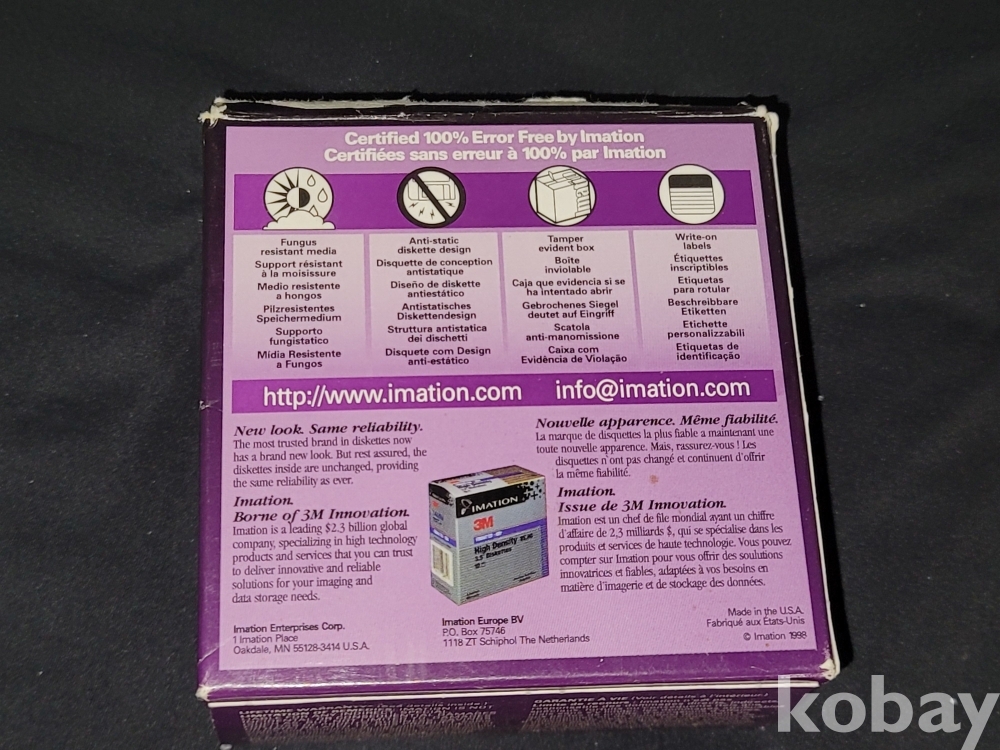 Certified 100% Error Free by Imation
Certifiées sans erreur à 100% par Imation
Fungus
resistant media
Support résistant
à la moisissure
Medio resistente
a hongos
Pilzresistentes
Speichermedium
Supporto
fungistatico
Mídia Resistente
a Fungos
Anti-static
diskette design
Disquette de conception
antistatique
Diseño de diskette
antiestático
Antistatisches
Diskettendesign
Struttura antistatica
dei dischetti
Disquete com Design
anti-estático
Tamper
evident box
Boîte
inviolable
Caja que evidencia si se
ha intentado abrir
Gebrochenes Siegel
deutet auf Eingriff
Scatola
anti-manomissione
Caixa com
Evidência de Violação
Write-on
labels
Étiquettes
inscriptibles
Etiquetas
para rotular
Beschreibbare
Etiketten
Etichette
personalizzabili
Etiquetas de
identificação
http://www.imation.com info@imation.com
New look. Same reliability.
The most trusted brand in diskettes now
has a brand new look. But rest assured, the
diskettes inside are unchanged, providing
the same reliability as ever.
Imation.
Borne of 3M Innovation.
Imation is a leading $2.3 billion global
company, specializing in high technology
products and services that you can trust
to deliver innovative and reliable
solutions for your imaging and
data storage needs.
Nouvelle apparence. Même fiabilité.
La marque de disquettes la plus fiable a maintenant une
toute nouvelle apparence. Mais, rassurez-vous ! Les
disquettes n'ont pas changé et continuent d'offrir
la même fiabilité.
Imation.
Issue de 3M Innovation.
Imation est un chef de file mondial ayant un chiffre
d'affaire de 2,3 milliards $, qui se spécialise dans les
produits et services de haute technologie. Vous pouvez
compter sur Imation pour vous offrir des soulutions
innovatrices et fiables, adaptées à vos besoins en
matière d'imagerie et de stockage des données.
IMATION
3M
High Density
3.5" Diskettes
Imation Enterprises Corp.
1 Imation Place
Oakdale, MN 55128-3414 U.S.A.
Imation Europe BV
P.O. Box 75746
1118 ZT Schiphol The Netherlands
Made in the U.S.A.
Fabriqué aux États-Unis
© Imation 1998
kobay